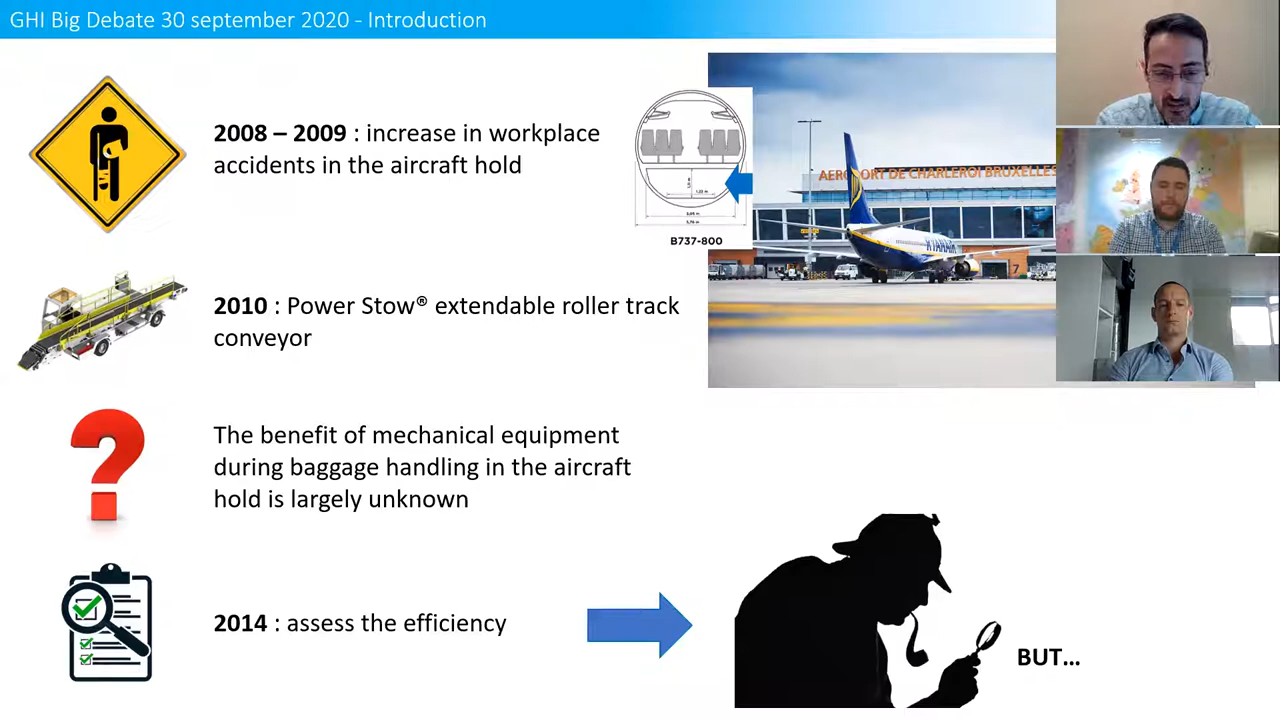 GHI Big Debate 30 september 2020 - Introduction
2008 – 2009 : increase in workplace
accidents in the aircraft hold
B737-800
AEROPORT DE CHARLEROI BRUXELLES
RYANAIR
7
2010 : Power Stow® extendable roller track
conveyor
The benefit of mechanical equipment
during baggage handling in the aircraft
hold is largely unknown
2014 : assess the efficiency
BUT...